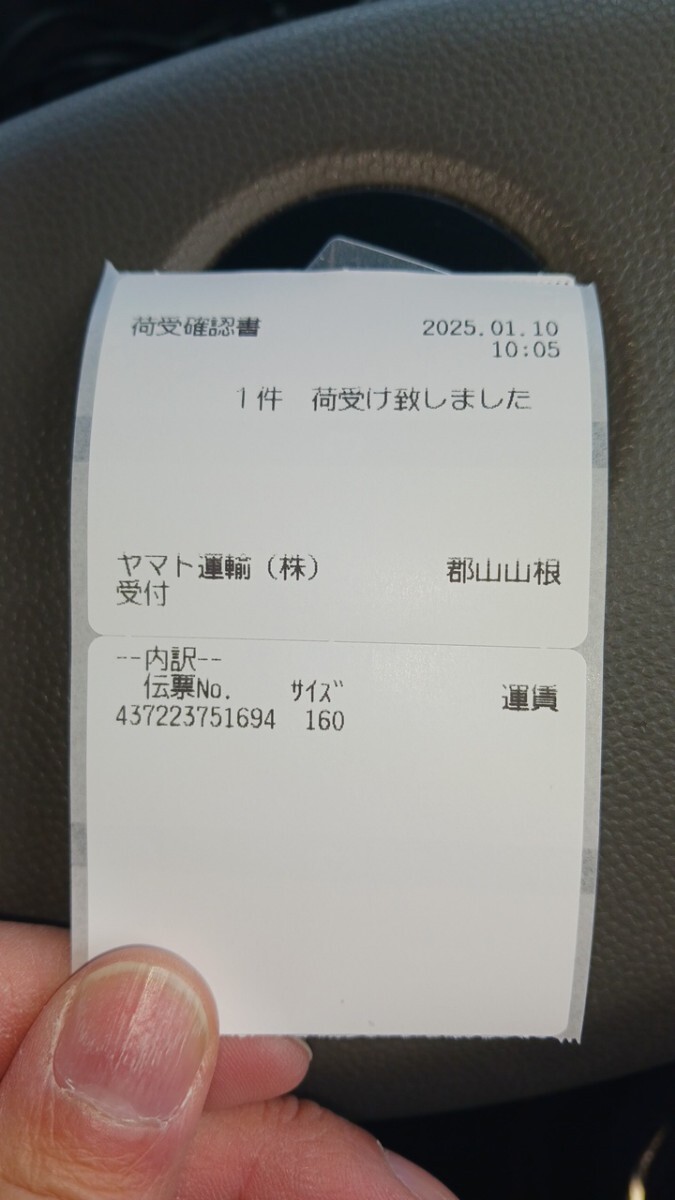 荷受確認書 2025.01.10
10:05
1件 荷受け致しました
ヤマト運輸(株) 郡山山根
受付
--内訳--
伝票No. ｻｲｽﾞ 運賃
437223751694 160